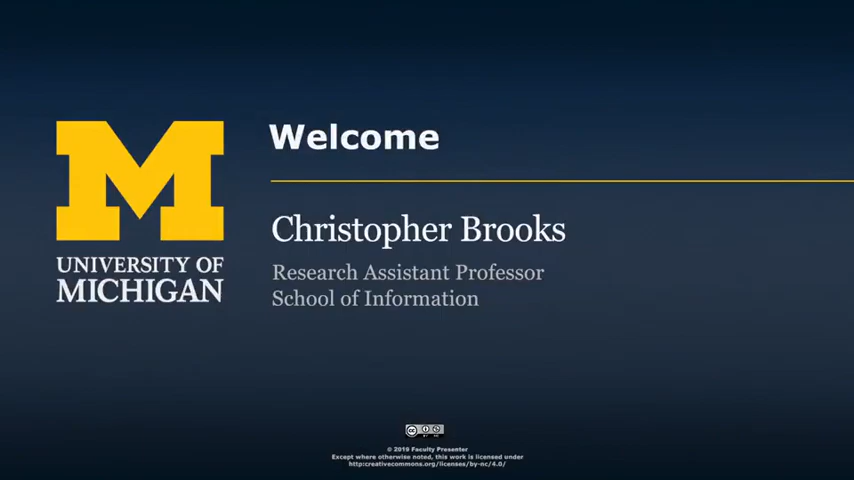 Welcome
Christopher Brooks
Research Assistant Professor
School of Information
M
UNIVERSITY OF
MICHIGAN
© 2019 Faculty Presenter
Except where otherwise noted, this work is licensed under
http:creativecommons.org/licenses/by-nc/4.0/